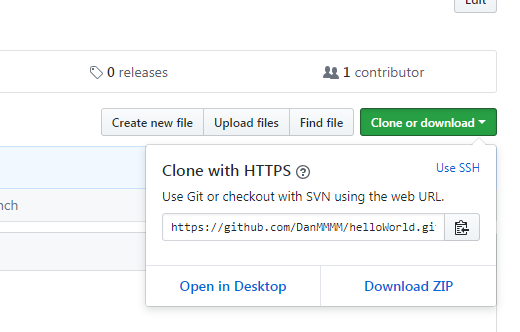 Edit
0 releases
1 contributor
Create new file
Upload files
Find file
Clone or download
Clone with HTTPS
Use SSH
Use Git or checkout with SVN using the web URL.
nch
https://github.com/DanMMMM/helloWorld.gi
Open in Desktop
Download ZIP